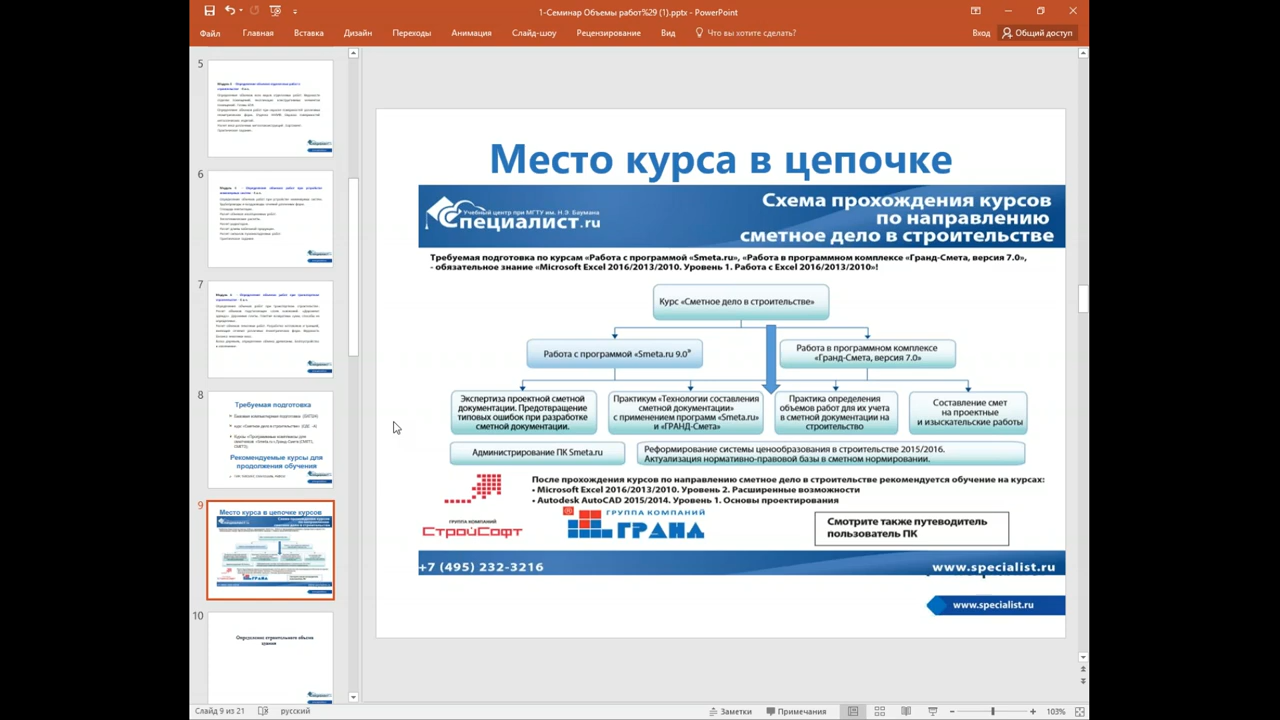 1-Семинар Объемы работ%29 (1).pptx - PowerPoint
Файл
Главная
Вставка
Дизайн
Переходы
Анимация
Слайд-шоу
Рецензирование
Вид
Что вы хотите сделать?
Вход
Общий доступ
5
6
7
8
Требуемая подготовка
Рекомендуемые курсы для
продолжения обучения
9
Место курса в цепочке курсов
10
Определение строительного объема
здания
Место курса в цепочке
Учебный центр при МГТУ им. Н.Э. Баумана
Специалист.ru
Схема прохождения курсов
по направлению
сметное дело в строительстве
Требуемая подготовка по курсам «Работа с программой «Smeta.ru», «Работа в программном комплексе «Гранд-Смета, версия 7.0»,
- обязательное знание «Microsoft Excel 2016/2013/2010. Уровень 1. Работа с Excel 2016/2013/2010»!
Курс «Сметное дело в строительстве»
Работа с программой «Smeta.ru 9.0"
Работа в программном комплексе
«Гранд-Смета, версия 7.0»
Экспертиза проектной сметной
документации. Предотвращение
типовых ошибок при разработке
сметной документации.
Практикум «Технологии составления
сметной документации»
с применением программ «Smeta.ru»
и «ГРАНД-Смета»
Практика определения
объемов работ для их учета
в сметной документации на
строительство
Составление смет
на проектные
и изыскательные работы
Администрирование ПК Smeta.ru
Реформирование системы ценообразования в строительстве 2015/2016.
Актуализация нормативно-правовой базы в сметном нормировании.
После прохождения курсов по направлению сметное дело в строительстве рекомендуется обучение на курсах:
• Microsoft Excel 2016/2013/2010. Уровень 2. Расширенные возможности
• Autodesk AutoCAD 2015/2014. Уровень 1. Основы проектирования
ГРУППА КОМПАНИЙ
СтройСофт
ГРУППА КОМПАНИЙ
ГРАНД
Смотрите также путеводитель
пользователь ПК
+7 (495) 232-3216
www.specialist.ru
www.specialist.ru
Слайд 9 из 21
русский
Заметки
Примечания
103%